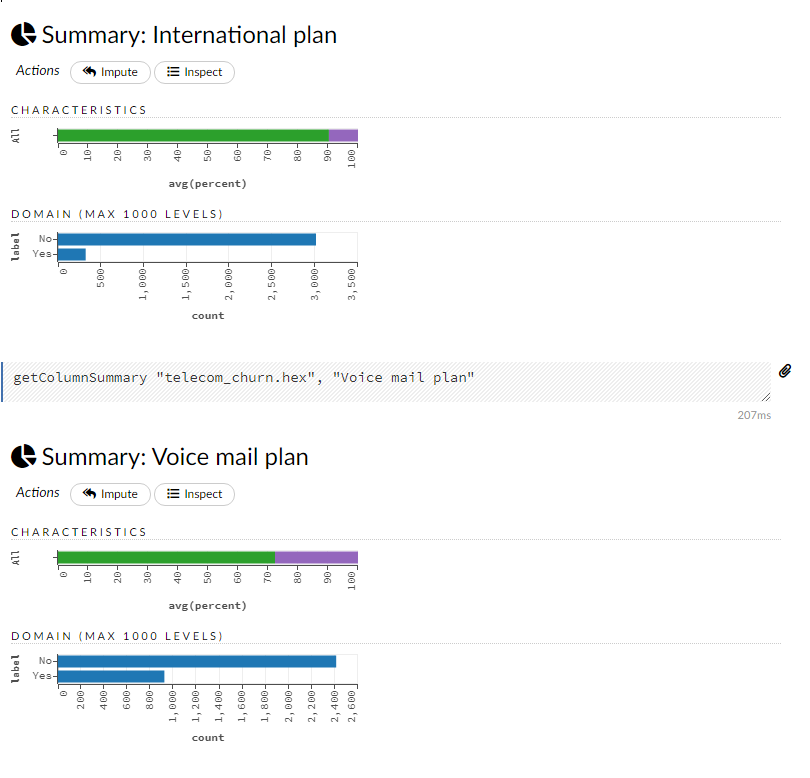 Summary: International plan
Actions Impute Inspect
CHARACTERISTICS
All
0 10 20 30 40 50 60 70 80 90 100
avg(percent)
DOMAIN (MAX 1000 LEVELS)
label
No
Yes
0 500 1,000 1,500 2,000 2,500 3,000 3,500
count
getColumnSummary "telecom_churn.hex", "Voice mail plan"
207ms
Summary: Voice mail plan
Actions Impute Inspect
CHARACTERISTICS
All
0 10 20 30 40 50 60 70 80 90 100
avg(percent)
DOMAIN (MAX 1000 LEVELS)
label
No
Yes
0 200 400 600 800 1,000 1,200 1,400 1,600 1,800 2,000 2,200 2,400 2,600
count